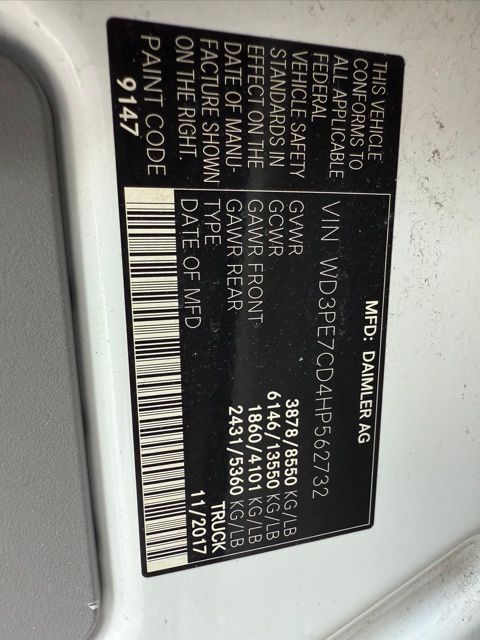 MFD: DAIMLER AG
VIN WD3PE7CD4HP562732
GVWR 3878/8550 KG/LB
GCWR 6146/13550 KG/LB
GAWR FRONT 1860/4101 KG/LB
GAWR REAR 2431/5360 KG/LB
TYPE TRUCK
DATE OF MFD 11/2017
THIS VEHICLE
CONFORMS TO
ALL APPLICABLE
FEDERAL
VEHICLE SAFETY
STANDARDS IN
EFFECT ON THE
DATE OF MANU-
FACTURE SHOWN
ON THE RIGHT.
PAINT CODE
9147